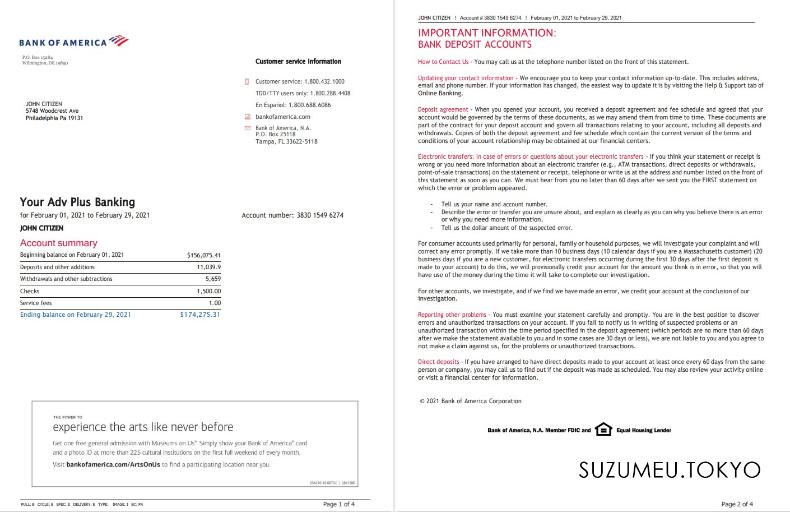 BANK OF AMERICA
P.O. Box 15284
Wilmington, DE 19850
Customer service information
Customer service: 1.800.432.1000
TDD/TTY users only: 1.800.288.4408
En Español: 1.800.688.6086
bankofamerica.com
Bank of America, N.A.
P.O. Box 25118
Tampa, FL 33622-5118
JOHN CITIZEN
5748 Woodcrest Ave
Philadelphia Pa 19131
Your Adv Plus Banking
for February 01, 2021 to February 29, 2021
Account number: 3830 1549 6274
JOHN CITIZEN
Account summary
Beginning balance on February 01, 2021 $156,075.41
Deposits and other additions 11,039.9
Withdrawals and other subtractions 5,659
Checks 1,500.00
Service fees 1.00
Ending balance on February 29, 2021 $174,275.31
THE POWER TO
experience the arts like never before
Get one free general admission with Museums on Us® Simply show your Bank of America® card
and a photo ID at more than 225 cultural institutions on the first full weekend of every month.
Visit bankofamerica.com/ArtsOnUs to find a participating location near you.
Page 1 of 4
JOHN CITIZEN ! Account # 3830 1549 6274 ! February 01, 2021 to February 29, 2021
IMPORTANT INFORMATION:
BANK DEPOSIT ACCOUNTS
How to Contact Us - You may call us at the telephone number listed on the front of this statement.
Updating your contact information - We encourage you to keep your contact information up-to-date. This includes address,
email and phone number. If your information has changed, the easiest way to update it is by visiting the Help & Support tab of
Online Banking.
Deposit agreement - When you opened your account, you received a deposit agreement and fee schedule and agreed that your
account would be governed by the terms of these documents, as we may amend them from time to time. These documents are
part of the contract for your deposit account and govern all transactions relating to your account, including all deposits and
withdrawals. Copies of both the deposit agreement and fee schedule which contain the current version of the terms and
conditions of your account relationship may be obtained at our financial centers.
Electronic transfers: in case of errors or questions about your electronic transfers - If you think your statement or receipt is
wrong or you need more information about an electronic transfer (e.g., ATM transactions, direct deposits or withdrawals,
point-of-sale transactions) on the statement or receipt, telephone or write us at the address and number listed on the front of
this statement as soon as you can. We must hear from you no later 60 days after we sent you the FIRST statement on
which the error or problem appeared.
- Tell us your name and account number.
- Describe the error or transfer you are unsure about, and explain as clearly as you can why you believe there is an error
or why you need more information.
- Tell us the dollar amount of the suspected error.
For consumer accounts used primarily for personal, family or household purposes, we will investigate your complaint and will
correct any error promptly. If we take more than 10 business days (10 calendar days if you are a Massachusetts customer) (20
business days if you are a new customer, for electronic transfers occurring during the first 30 days after the first deposit is
made to your account) to do this, we will provisionally credit your account for the amount you think is in error, so that you will
have use of the money during the time it will take to complete our investigation.
For other accounts, we investigate, and if we find we have made an error, we credit your account at the conclusion of our
investigation.
Reporting other problems - You must examine your statement carefully and promptly. You are in the best position to discover
errors and unauthorized transactions on your account. If you fail to notify us in writing of suspected problems or an
unauthorized transaction within the time period specified in the deposit agreement (which periods are no more than 60 days
after we make the statement available to you and in some cases are 30 days or less), we are not liable to you and you agree to
not make a claim against us, for the problems or unauthorized transactions.
Direct deposits - If you have arranged to have direct deposits made to your account at least once every 60 days from the same
person or company, you may call us to find out if the deposit was made as scheduled. You may also review your activity online
or visit a financial center for information.
© 2021 Bank of America Corporation
Bank of America, N.A. Member FDIC and Equal Housing Lender
SUZUMEU.TOKYO
Page 2 of 4